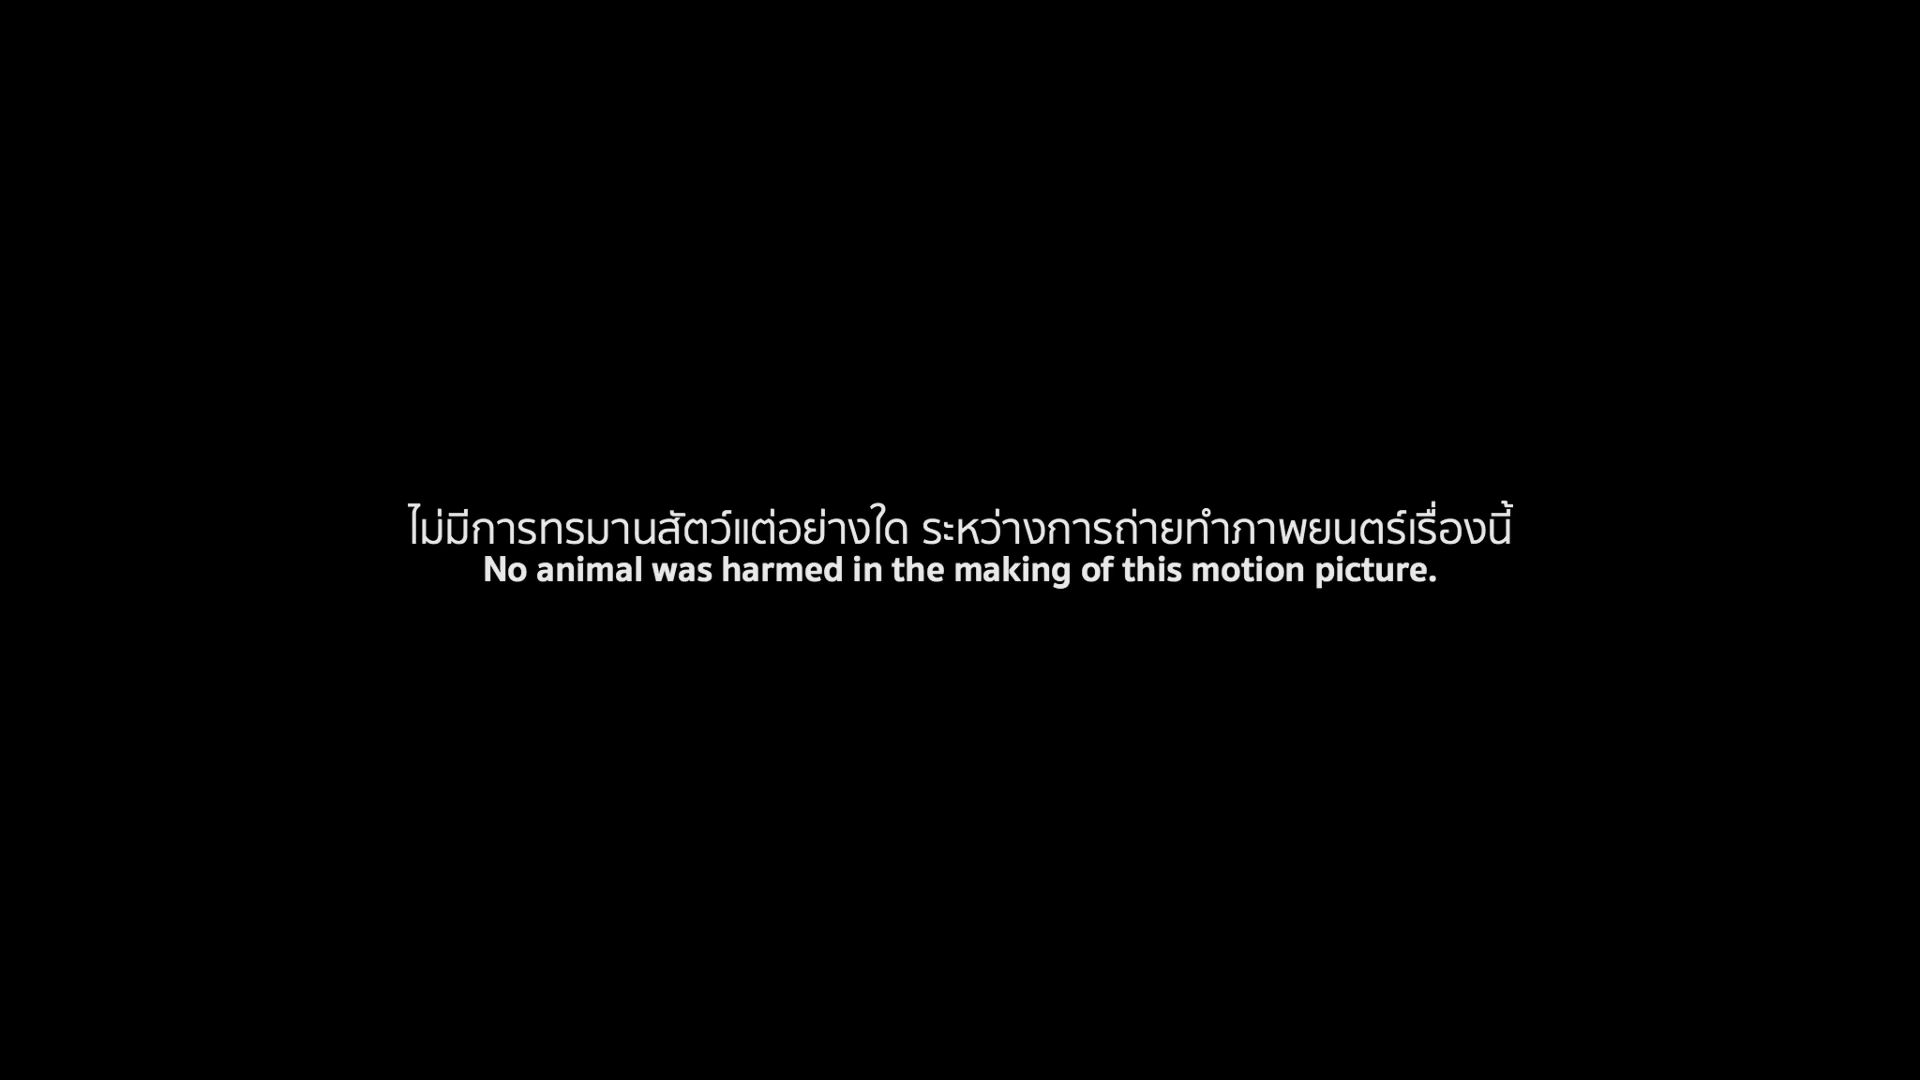 ไม่มีการทรมานสัตว์แต่อย่างใด ระหว่างการถ่ายทำภาพยนตร์เรื่องนี้
No animal was harmed in the making of this motion picture.